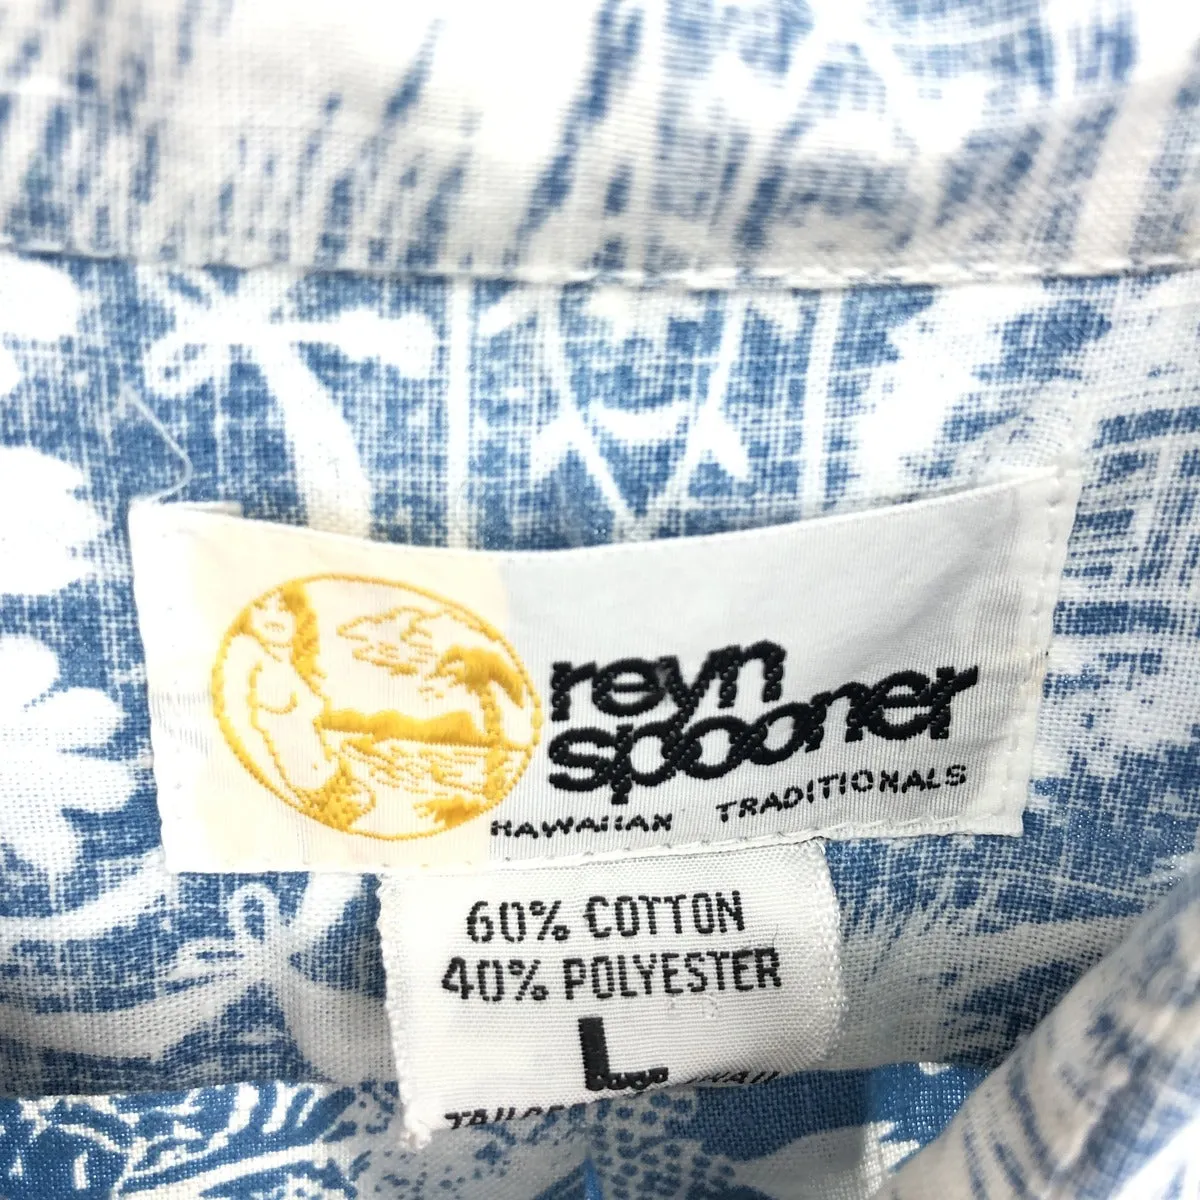 reyn
spooner
HAWAIIAN TRADITIONALS
60% COTTON
40% POLYESTER
L